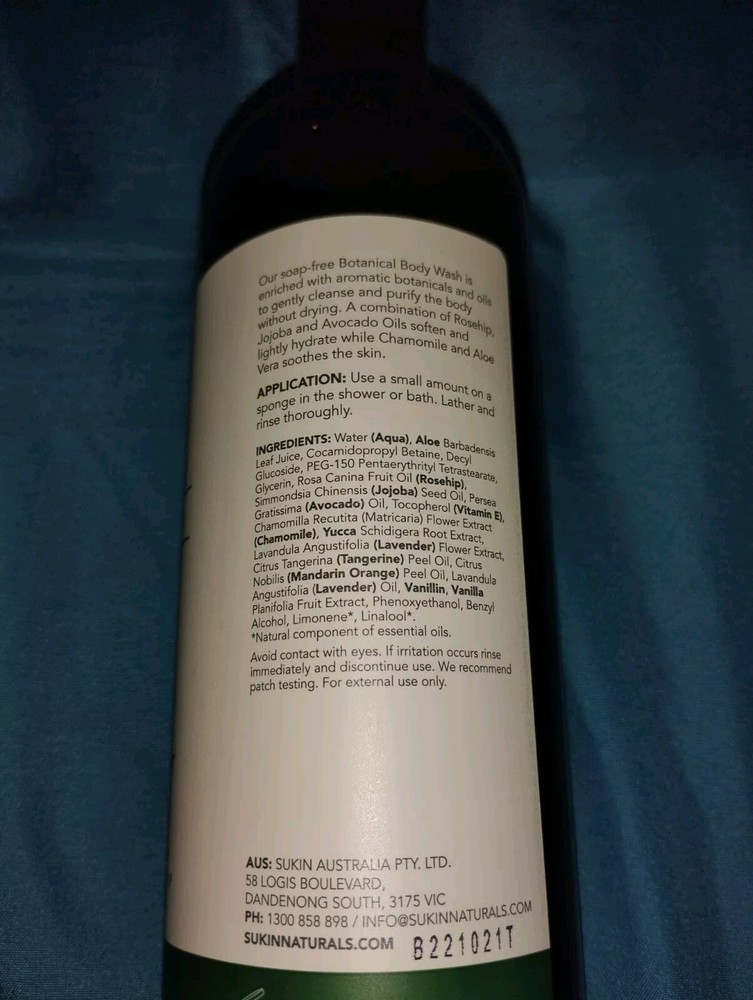 Our soap-free Botanical Body Wash is
enriched with aromatic botanicals and oils
to gently cleanse and purify the body
without drying. A combination of Rosehip,
Jojoba and Avocado Oils soften and
lightly hydrate while Chamomile and Aloe
Vera soothes the skin.
APPLICATION: Use a small amount on a
sponge in the shower or bath. Lather and
rinse thoroughly.
INGREDIENTS: Water (Aqua), Aloe Barbadensis
Leaf Juice, Cocamidopropyl Betaine, Decyl
Glucoside, PEG-150 Pentaerythrityl Tetrastearate,
Glycerin, Rosa Canina Fruit Oil (Rosehip),
Simmondsia Chinensis (Jojoba) Seed Oil, Persea
Gratissima (Avocado) Oil, Tocopherol (Vitamin E),
Chamomilla Recutita (Matricaria) Flower Extract
(Chamomile), Yucca Schidigera Root Extract,
Lavandula Angustifolia (Lavender) Flower Extract,
Citrus Tangerina (Tangerine) Peel Oil, Citrus
Nobilis (Mandarin Orange) Peel Oil, Lavandula
Angustifolia (Lavender) Oil, Vanillin, Vanilla
Planifolia Fruit Extract, Phenoxyethanol, Benzyl
Alcohol, Limonene*, Linalool*.
*Natural component of essential oils.
Avoid contact with eyes. If irritation occurs rinse
immediately and discontinue use. We recommend
patch testing. For external use only.
AUS: SUKIN AUSTRALIA PTY. LTD.
58 LOGIS BOULEVARD,
DANDENONG SOUTH, 3175 VIC
PH: 1300 858 898 / INFO@SUKINNATURALS.COM
SUKINNATURALS.COM B221021T